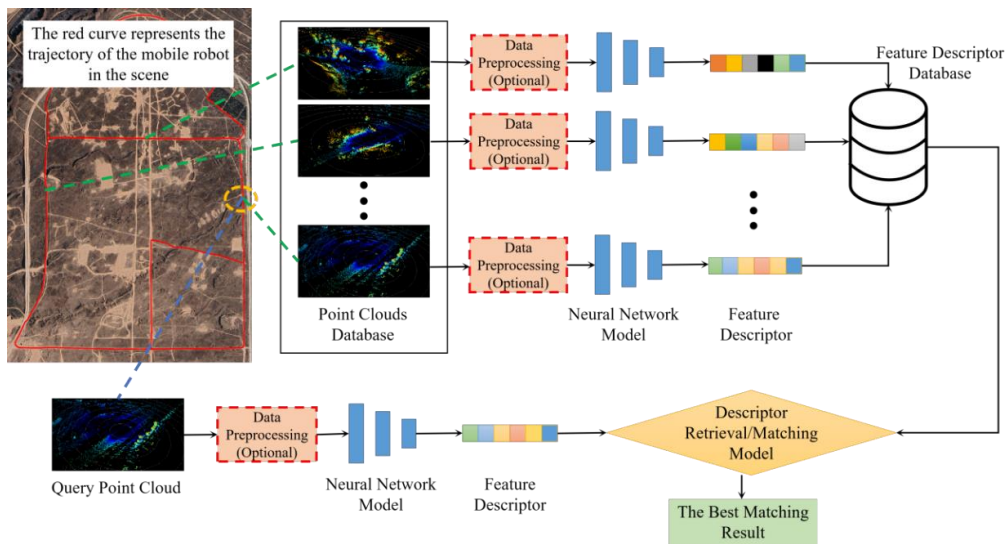 The red curve represents the
trajectory of the mobile robot
in the scene
Data
Preprocessing
(Optional)
Data
Preprocessing
(Optional)
Data
Preprocessing
(Optional)
Feature Descriptor
Database
Point Clouds
Database
Neural Network
Model
Feature
Descriptor
Data
Preprocessing
(Optional)
Descriptor
Retrieval/Matching
Model
Query Point Cloud
Neural Network
Model
Feature
Descriptor
The Best Matching
Result